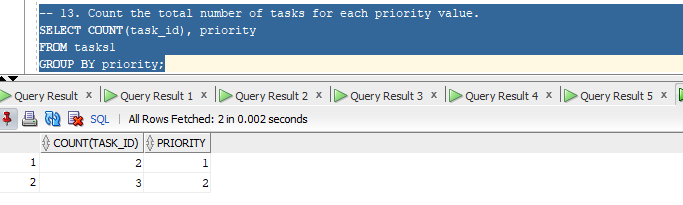 -- 13. Count the total number of tasks for each priority value.
SELECT COUNT(task_id), priority
FROM tasks1
GROUP BY priority;
Query Result x Query Result 1 x Query Result 2 x Query Result 3 x Query Result 4 x Query Result 5 x
SQL | All Rows Fetched: 2 in 0.002 seconds
COUNT(TASK_ID) PRIORITY
1 2 1
2 3 2